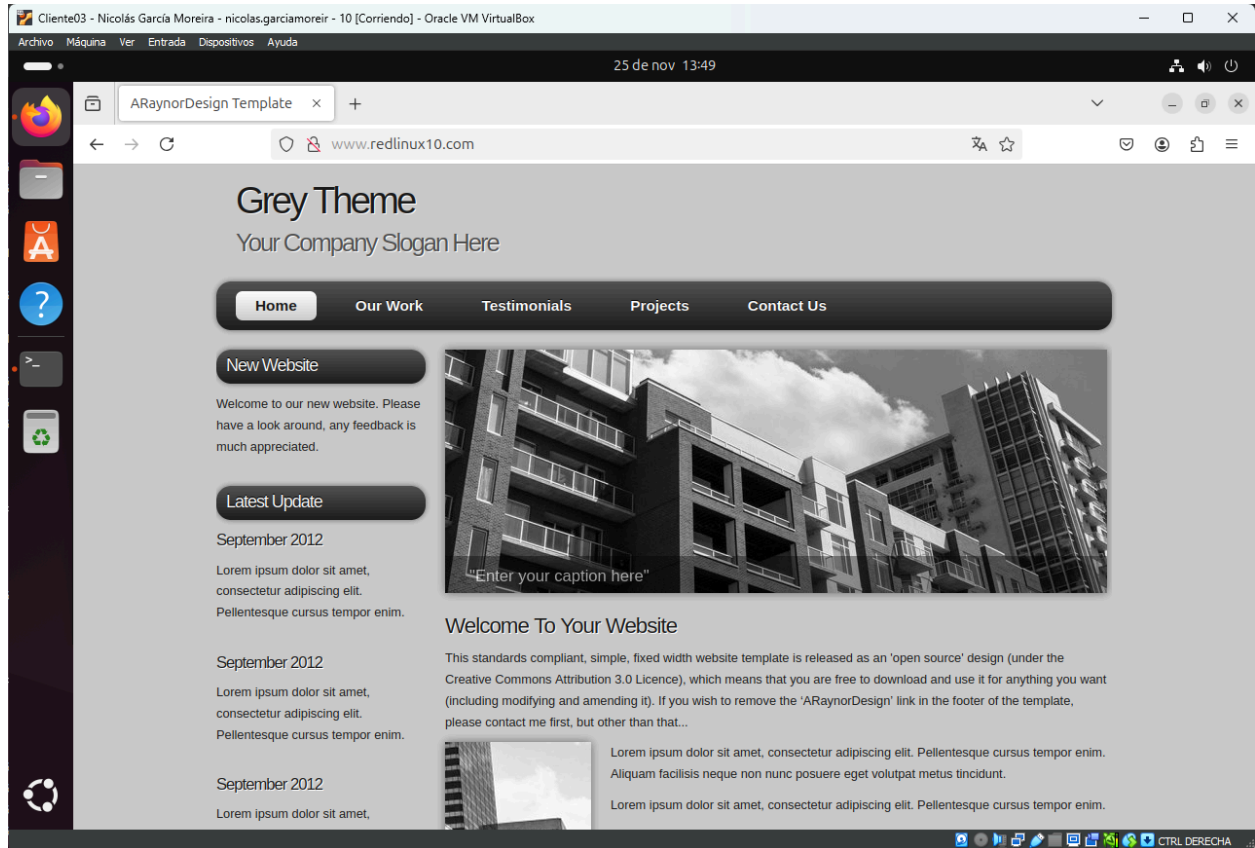 Cliente03 - Nicolás García Moreira - nicolas.garciamoreir - 10 [Corriendo] - Oracle VM VirtualBox
Archivo Máquina Ver Entrada Dispositivos Ayuda
25 de nov 13:49
ARaynorDesign Template
www.redlinux10.com
Grey Theme
Your Company Slogan Here
Home Our Work Testimonials Projects Contact Us
New Website
Welcome to our new website. Please
have a look around, any feedback is
much appreciated.
Latest Update
September 2012
Lorem ipsum dolor sit amet,
consectetur adipiscing elit.
Pellentesque cursus tempor enim.
September 2012
Lorem ipsum dolor sit amet,
consectetur adipiscing elit.
Pellentesque cursus tempor enim.
September 2012
Lorem ipsum dolor sit amet,
"Enter your caption here"
Welcome To Your Website
This standards compliant, simple, fixed width website template is released as an 'open source' design (under the
Creative Commons Attribution 3.0 Licence), which means that you are free to download and use it for anything you want
(including modifying and amending it). If you wish to remove the ‘ARaynorDesign’ link in the footer of the template,
please contact me first, but other than that...
Lorem ipsum dolor sit amet, consectetur adipiscing elit. Pellentesque cursus tempor enim.
Aliquam facilisis neque non nunc posuere eget volutpat metus tincidunt.
Lorem ipsum dolor sit amet, consectetur adipiscing elit. Pellentesque cursus tempor enim.
CTRL DERECHA